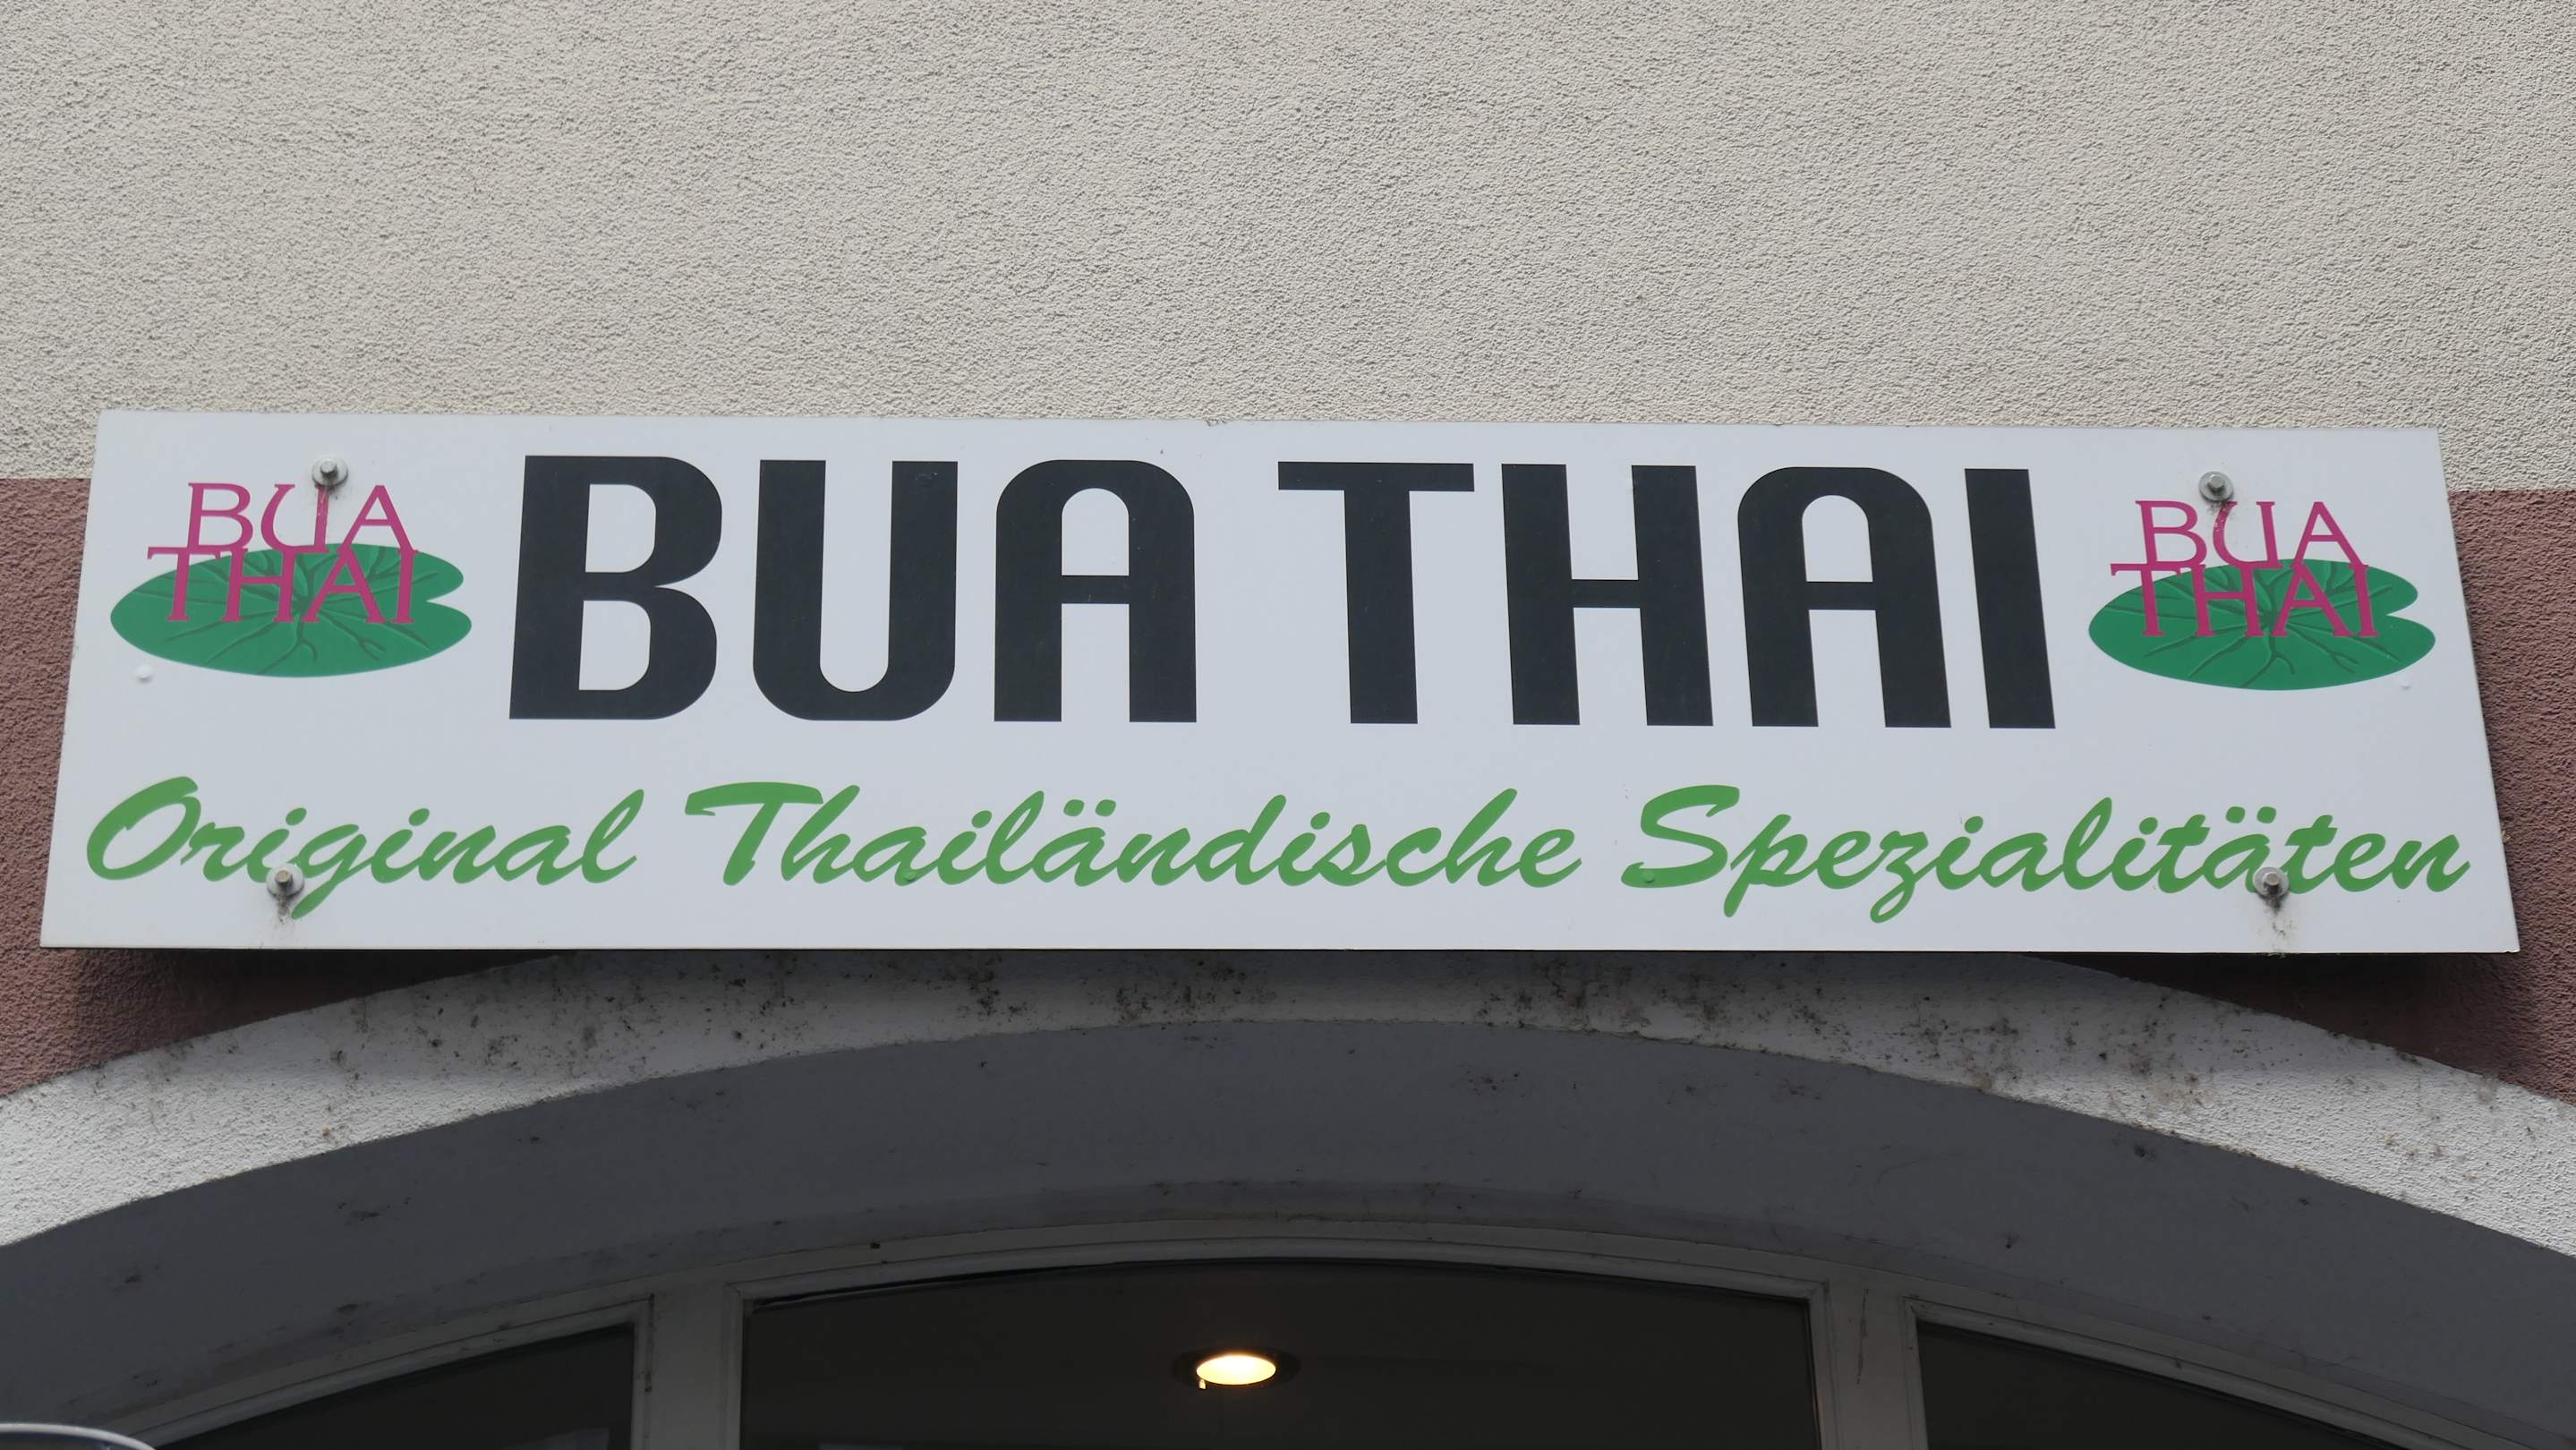 BUA
THAI
BUA THAI
BUA
THAI
Original Thailändische Spezialitäten